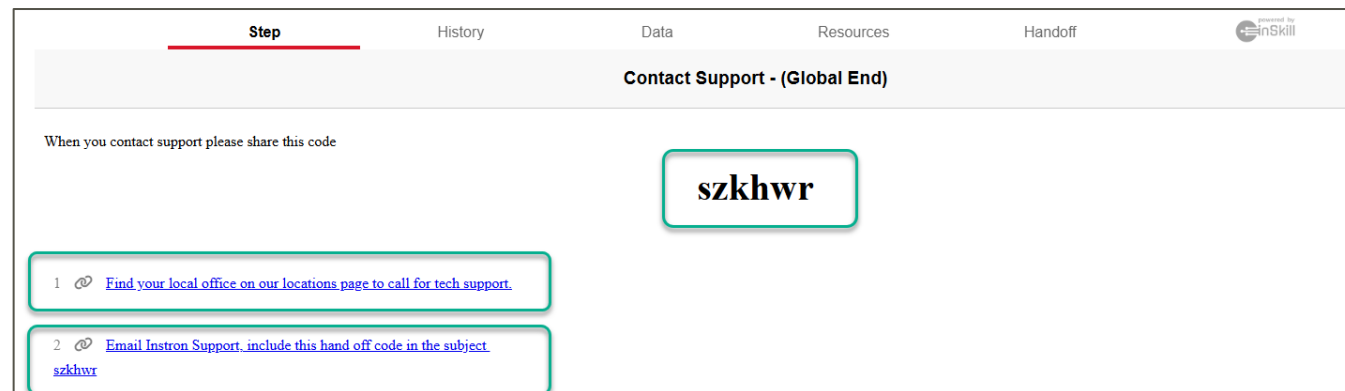 Step History Data Resources Handoff powered by inSkill
Contact Support - (Global End)
When you contact support please share this code
szkhwr
1 Find your local office on our locations page to call for tech support.
2 Email Instron Support, include this hand off code in the subject
szkhwr